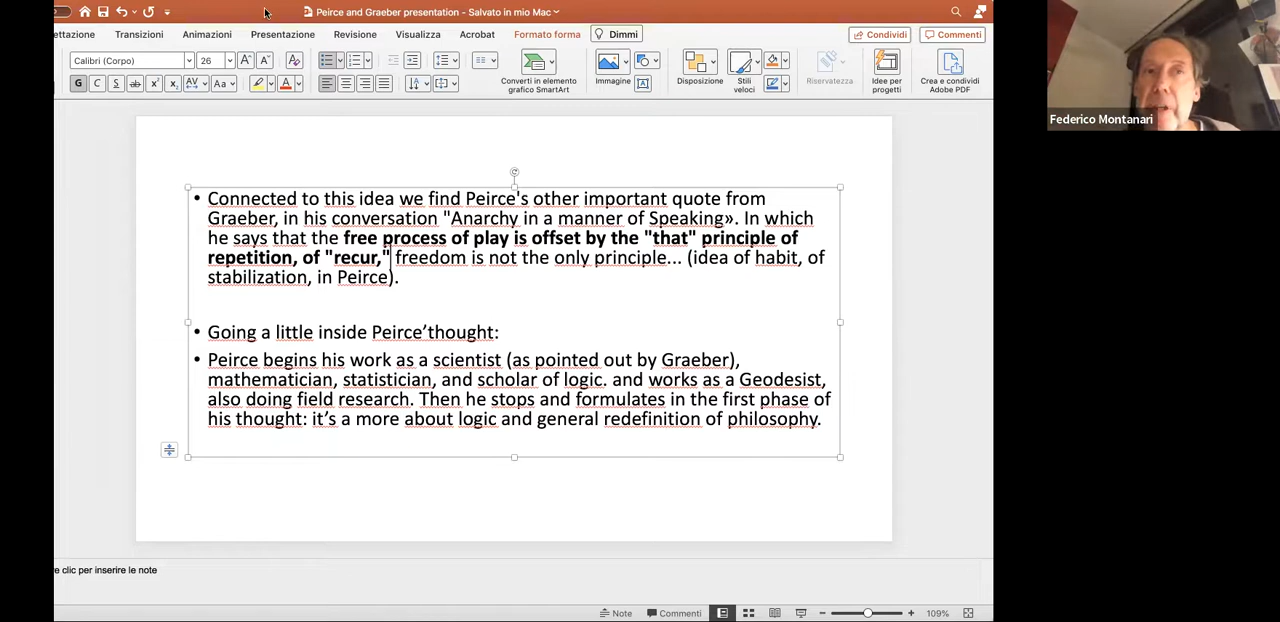 Peirce and Graeber presentation - Salvato in mio Mac
ettazione Transizioni Animazioni Presentazione Revisione Visualizza Acrobat Formato forma Dimmi Condividi Commenti
Calibri (Corpo) 26
G C S ab x² x₂ AV Aa A
Converti in elemento
grafico SmartArt
Immagine
Disposizione
Stili
veloci
Riservatezza
Idee per
progetti
Crea e condividi
Adobe PDF
Federico Montanari
• Connected to this idea we find Peirce's other important quote from
Graeber, in his conversation "Anarchy in a manner of Speaking». In which
he says that the free process of play is offset by the "that" principle of
repetition, of "recur," freedom is not the only principle... (idea of habit, of
stabilization, in Peirce).
• Going a little inside Peirce’thought:
• Peirce begins his work as a scientist (as pointed out by Graeber),
mathematician, statistician, and scholar of logic. and works as a Geodesist,
also doing field research. Then he stops and formulates in the first phase of
his thought: it’s a more about logic and general redefinition of philosophy.
e clic per inserire le note
Note Commenti 109%